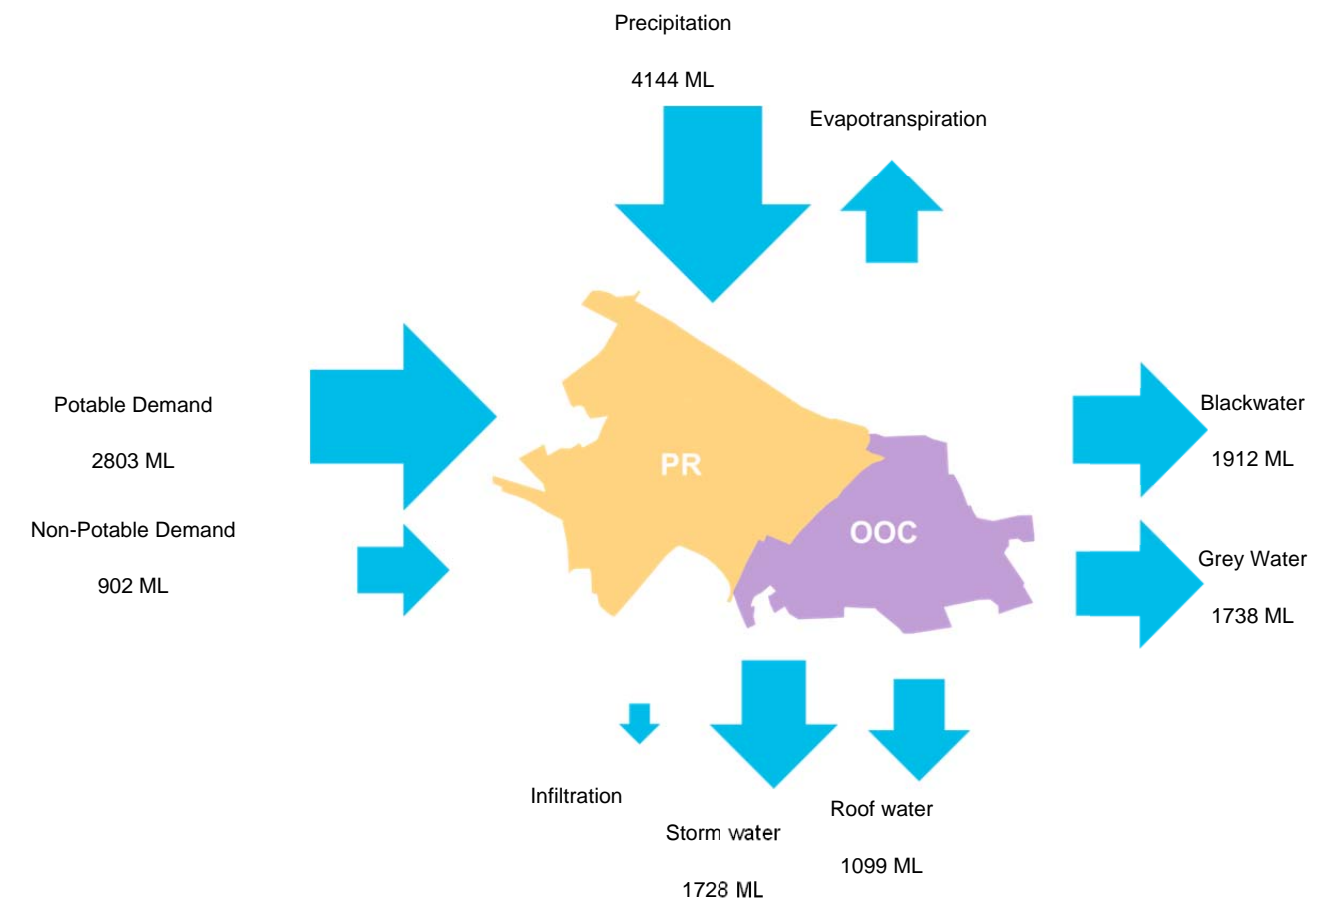 Precipitation
4144 ML
Evapotranspiration
Potable Demand
2803 ML
Non-Potable Demand
902 ML
PR
OOC
Blackwater
1912 ML
Grey Water
1738 ML
Infiltration
Storm water
1728 ML
Roof water
1099 ML